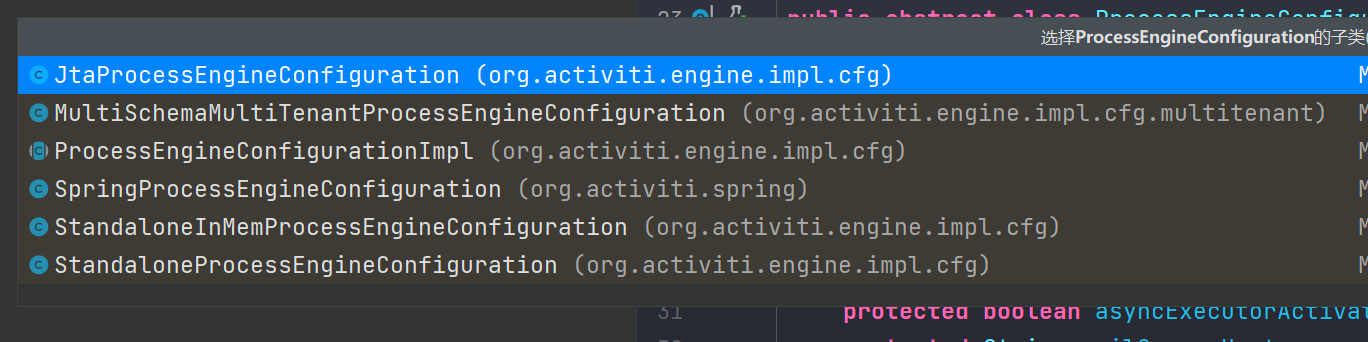 23 public abstract class ProcessEngineConfigu
选择ProcessEngineConfiguration的子类(
JtaProcessEngineConfiguration (org.activiti.engine.impl.cfg) M
MultiSchemaMultiTenantProcessEngineConfiguration (org.activiti.engine.impl.cfg.multitenant) M
ProcessEngineConfigurationImpl (org.activiti.engine.impl.cfg) M
SpringProcessEngineConfiguration (org.activiti.spring) M
StandaloneInMemProcessEngineConfiguration (org.activiti.engine.impl.cfg) M
StandaloneProcessEngineConfiguration (org.activiti.engine.impl.cfg) M
31 protected boolean asyncExecutorActivat